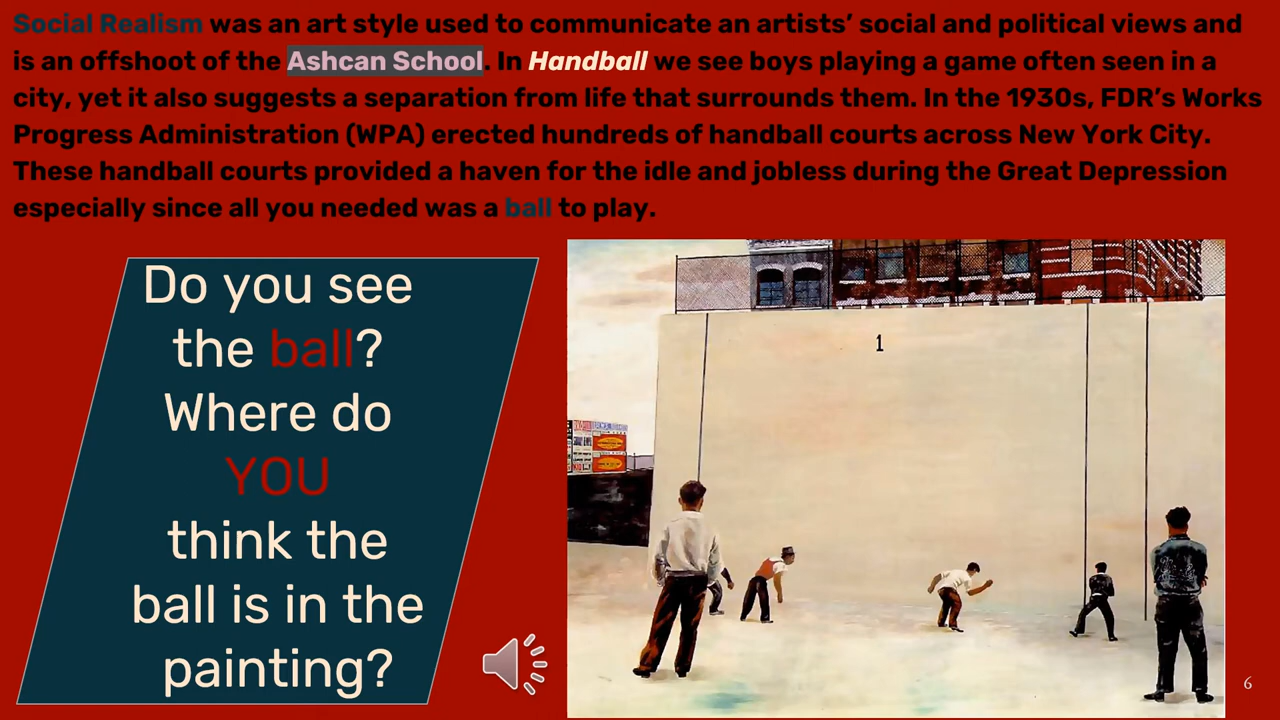 Social Realism was an art style used to communicate an artists’ social and political views and
is an offshoot of the Ashcan School. In Handball we see boys playing a game often seen in a
city, yet it also suggests a separation from life that surrounds them. In the 1930s, FDR’s Works
Progress Administration (WPA) erected hundreds of handball courts across New York City.
These handball courts provided a haven for the idle and jobless during the Great Depression
especially since all you needed was a ball to play.
Do you see
the ball?
Where do
YOU
think the
ball is in the
painting?
1
6